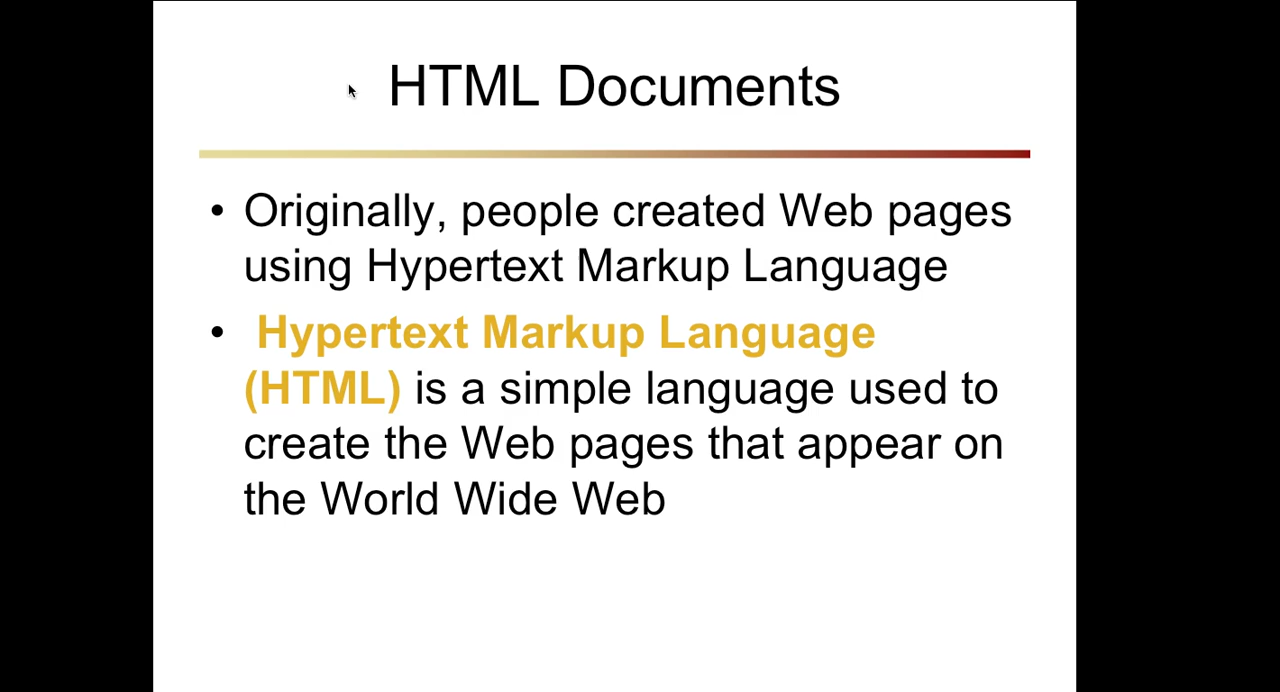 HTML Documents
• Originally, people created Web pages
using Hypertext Markup Language
• Hypertext Markup Language
(HTML) is a simple language used to
create the Web pages that appear on
the World Wide Web